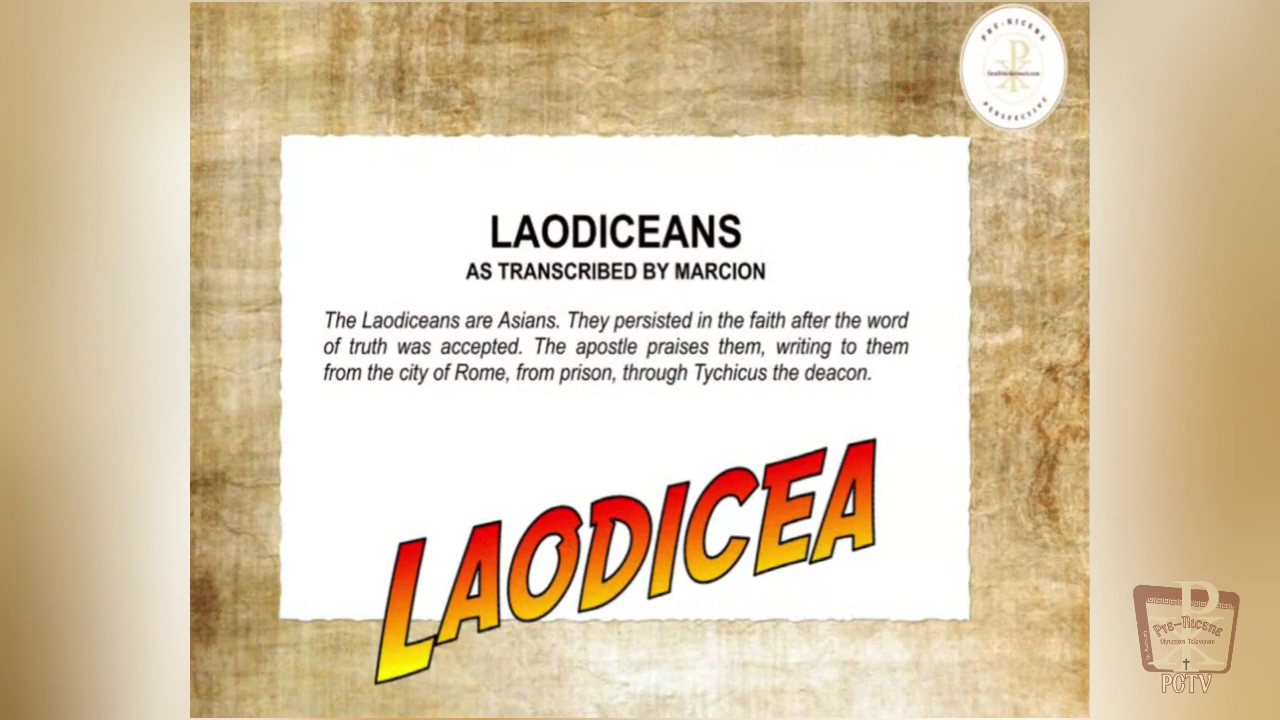 PRE-NICENE
PERSPECTIVE
LAODICEANS
AS TRANSCRIBED BY MARCION
The Laodiceans are Asians. They persisted in the faith after the word
of truth was accepted. The apostle praises them, writing to them
from the city of Rome, from prison, through Tychicus the deacon.
LAODICEA
Pre-Nicene
Christian Television
PCTV